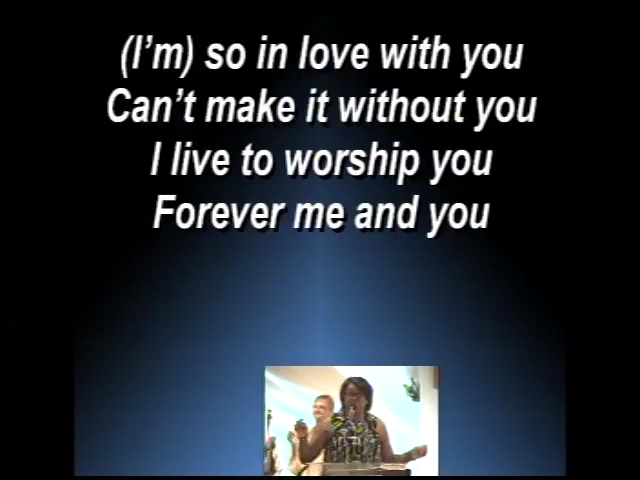 (I’m) so in love with you
Can’t make it without you
I live to worship you
Forever me and you